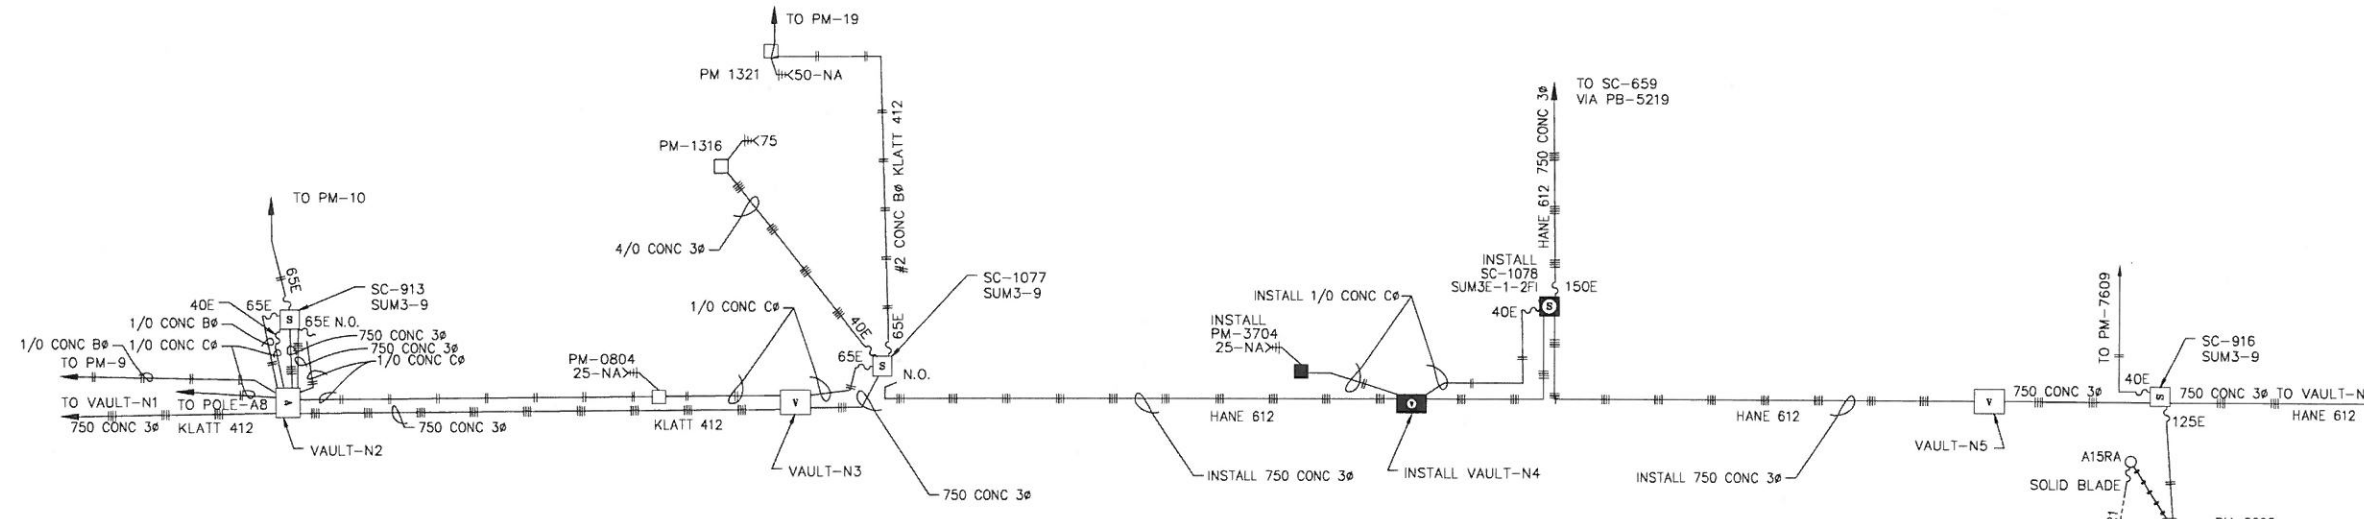 TO PM-19
PM 1321
50-NA
#2 CONC BØ KLATT 412
PM-1316
75
4/0 CONC 3Ø
TO PM-10
65E
SC-913
SUM3-9
40E
65E
65E N.O.
1/0 CONC BØ
1/0 CONC BØ
1/0 CONC CØ
750 CONC 3Ø
750 CONC 3Ø
1/0 CONC CØ
TO PM-9
TO VAULT-N1
TO POLE-A8
750 CONC 3Ø
KLATT 412
VAULT-N2
750 CONC 3Ø
PM-0804
25-NA
KLATT 412
1/0 CONC CØ
V
VAULT-N3
40E
65E
65E
S
N.O.
SC-1077
SUM3-9
750 CONC 3Ø
HANE 612
INSTALL 750 CONC 3Ø
INSTALL
PM-3704
25-NA
INSTALL 1/0 CONC CØ
INSTALL VAULT-N4
TO SC-659
VIA PB-5219
HANE 612 750 CONC 3Ø
INSTALL
SC-1078
SUM3E-1-2FI
150E
40E
S
HANE 612
INSTALL 750 CONC 3Ø
V
VAULT-N5
750 CONC 3Ø
TO PM-7609
40E
SC-916
SUM3-9
S
750 CONC 3Ø
TO VAULT-N
HANE 612
125E
A15RA
SOLID BLADE